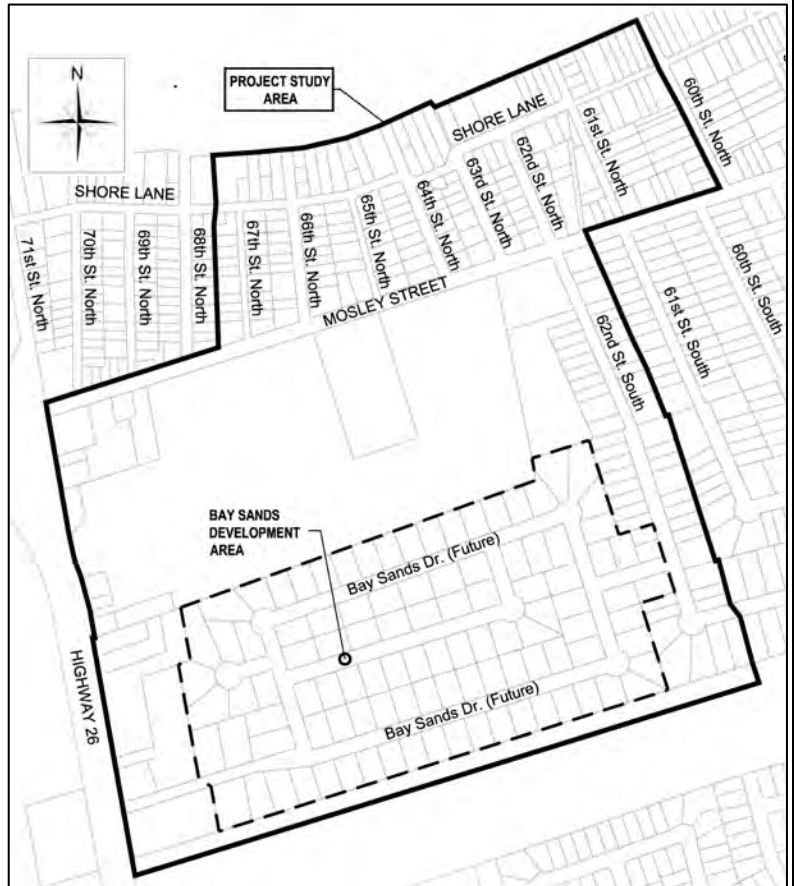 N
PROJECT STUDY
AREA
60th St. North
SHORE LANE
61st St. North
62nd St. North
63rd St. North
64th St. North
65th St. North
66th St. North
67th St. North
SHORE LANE
68th St. North
69th St. North
70th St. North
71st St. North
MOSLEY STREET
60th St. South
61st St. South
62nd St. South
BAY SANDS
DEVELOPMENT
AREA
Bay Sands Dr. (Future)
Bay Sands Dr. (Future)
HIGHWAY 26